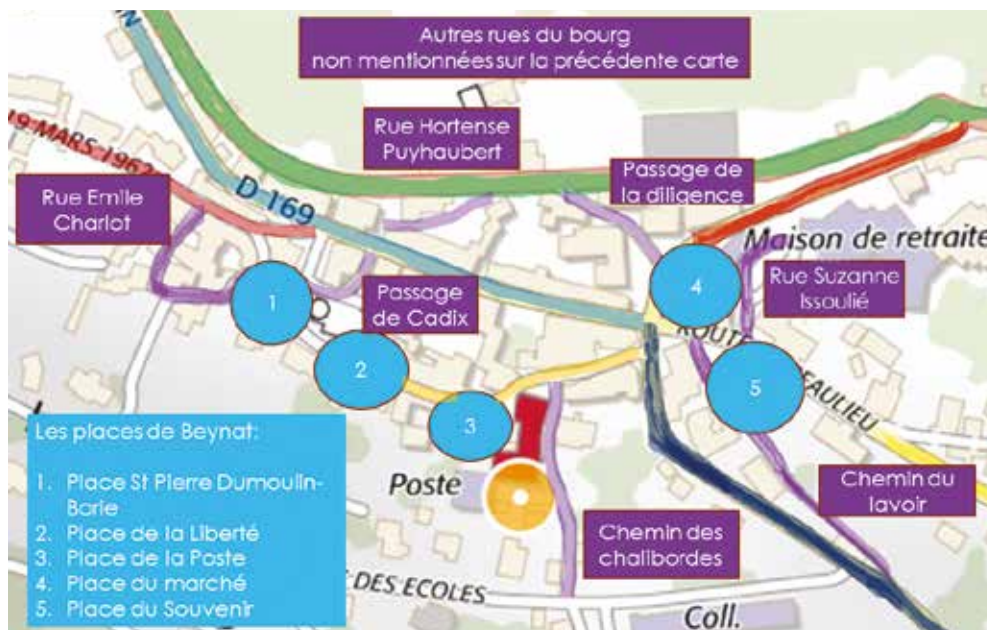 Autres rues du bourg
non mentionnées sur la précédente carte
Rue Hortense
Puyhaubert
Passage de
la diligence
19 MARS 1962
D 169
Rue Emile
Charlot
Maison de retraite
Rue Suzanne
Issoulié
Passage
de Cadix
ROUTE
BEAULIEU
1
2
3
4
5
Les places de Beynat:
1. Place St Pierre Dumoulin-
Borie
2. Place de la Liberté
3. Place de la Poste
4. Place du marché
5. Place du Souvenir
Poste
Chemin du
lavoir
Chemin des
chalibordes
DES ECOLES
Coll.